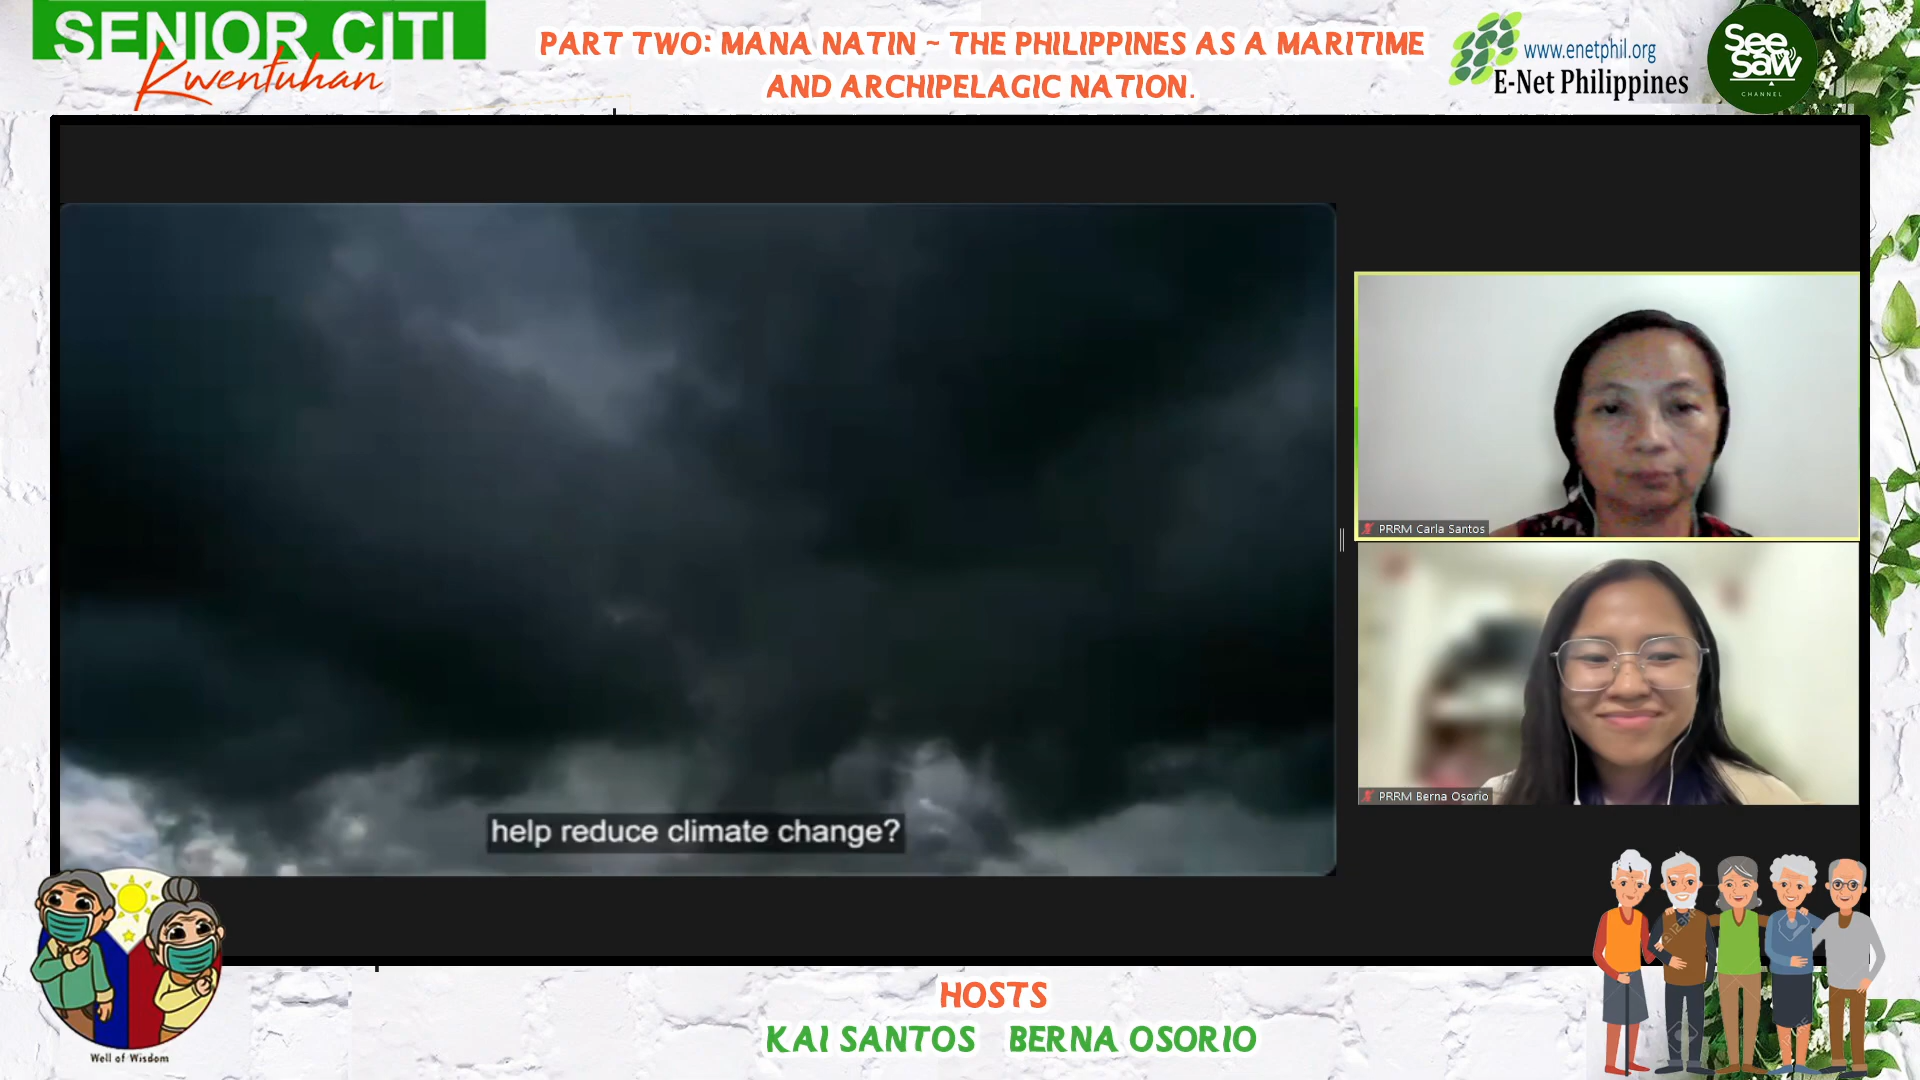 SENIOR CITI
Kwentuhan
PART TWO: MANA NATIN ~ THE PHILIPPINES AS A MARITIME
AND ARCHIPELAGIC NATION.
www.enetphil.org
E-Net Philippines
See
Saw
CHANNEL
PRRM Carla Santos
help reduce climate change?
PRRM Berna Osorio
Well of Wisdom
HOSTS
KAI SANTOS BERNA OSORIO